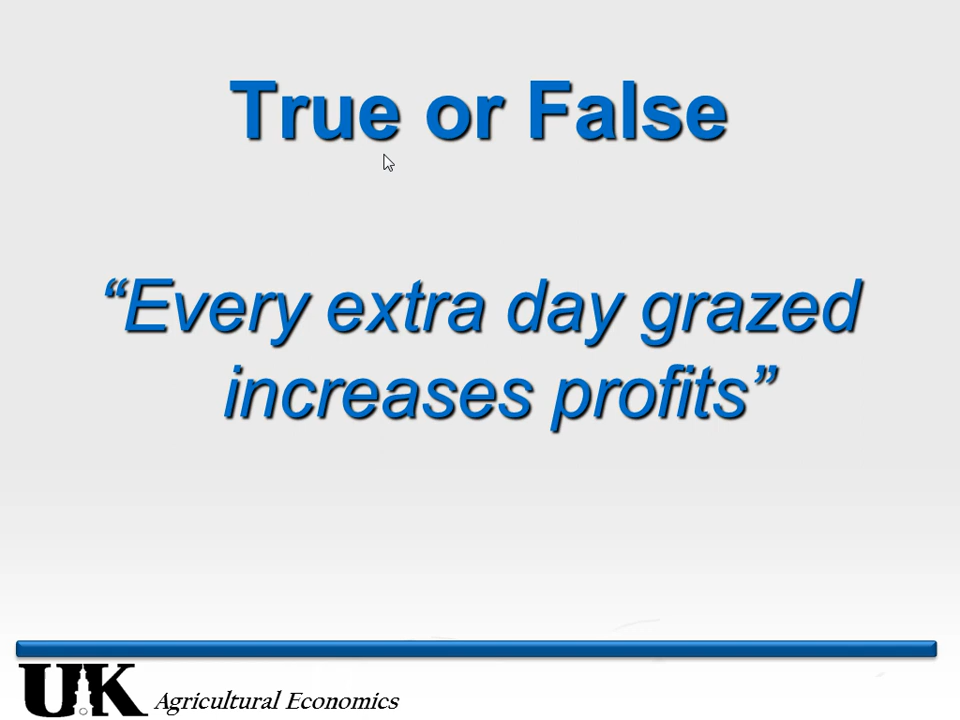 True or False
“Every extra day grazed
increases profits”
UK Agricultural Economics